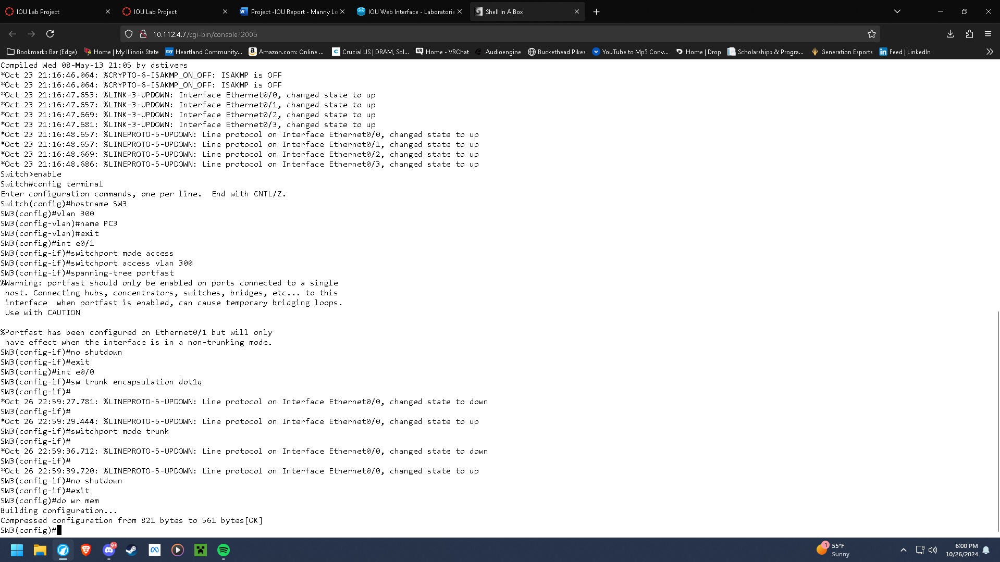 IOU Lab Project
IOU Lab Project
Project -IOU Report - Manny Lo
IOU Web Interface - Laboratorie
Shell In A Box
10.112.4.7/cgi-bin/console?2005
Bookmarks Bar (Edge)
Home | My Illinois State
Heartland Community...
Amazon.com: Online ...
Crucial US | DRAM, Sol...
Home - VRChat
Audioengine
Buckethead Pikes
YouTube to Mp3 Conv...
Home | Drop
Scholarships & Progra...
Generation Esports
Feed | LinkedIn
Compiled Wed 08-May-13 21:05 by dstivers
*Oct 23 21:16:46.064: %CRYPTO-6-ISAKMP_ON_OFF: ISAKMP is OFF
*Oct 23 21:16:46.064: %CRYPTO-6-ISAKMP_ON_OFF: ISAKMP is OFF
*Oct 23 21:16:47.653: %LINK-3-UPDOWN: Interface Ethernet0/0, changed state to up
*Oct 23 21:16:47.657: %LINK-3-UPDOWN: Interface Ethernet0/1, changed state to up
*Oct 23 21:16:47.669: %LINK-3-UPDOWN: Interface Ethernet0/2, changed state to up
*Oct 23 21:16:47.681: %LINK-3-UPDOWN: Interface Ethernet0/3, changed state to up
*Oct 23 21:16:48.657: %LINEPROTO-5-UPDOWN: Line protocol on Interface Ethernet0/0, changed state to up
*Oct 23 21:16:48.657: %LINEPROTO-5-UPDOWN: Line protocol on Interface Ethernet0/1, changed state to up
*Oct 23 21:16:48.669: %LINEPROTO-5-UPDOWN: Line protocol on Interface Ethernet0/2, changed state to up
*Oct 23 21:16:48.686: %LINEPROTO-5-UPDOWN: Line protocol on Interface Ethernet0/3, changed state to up
Switch>enable
Switch#config terminal
Enter configuration commands, one per line.  End with CNTL/Z.
Switch(config)#hostname SW3
SW3(config)#vlan 300
SW3(config-vlan)#name PC3
SW3(config-vlan)#exit
SW3(config)#int e0/1
SW3(config-if)#switchport mode access
SW3(config-if)#switchport access vlan 300
SW3(config-if)#spanning-tree portfast
%Warning: portfast should only be enabled on ports connected to a single
host. Connecting hubs, concentrators, switches, bridges, etc... to this
interface  when portfast is enabled, can cause temporary bridging loops.
Use with CAUTION
%Portfast has been configured on Ethernet0/1 but will only
have effect when the interface is in a non-trunking mode.
SW3(config-if)#no shutdown
SW3(config-if)#exit
SW3(config)#int e0/0
SW3(config-if)#sw trunk encapsulation dot1q
SW3(config-if)#
*Oct 26 22:59:27.781: %LINEPROTO-5-UPDOWN: Line protocol on Interface Ethernet0/0, changed state to down
SW3(config-if)#
*Oct 26 22:59:29.444: %LINEPROTO-5-UPDOWN: Line protocol on Interface Ethernet0/0, changed state to up
SW3(config-if)#switchport mode trunk
SW3(config-if)#
*Oct 26 22:59:36.712: %LINEPROTO-5-UPDOWN: Line protocol on Interface Ethernet0/0, changed state to down
SW3(config-if)#
*Oct 26 22:59:39.720: %LINEPROTO-5-UPDOWN: Line protocol on Interface Ethernet0/0, changed state to up
SW3(config-if)#no shutdown
SW3(config-if)#exit
SW3(config)#do wr mem
Building configuration...
Compressed configuration from 821 bytes to 561 bytes[OK]
SW3(config)#
9+
1
55°F
Sunny
6:00 PM
10/26/2024